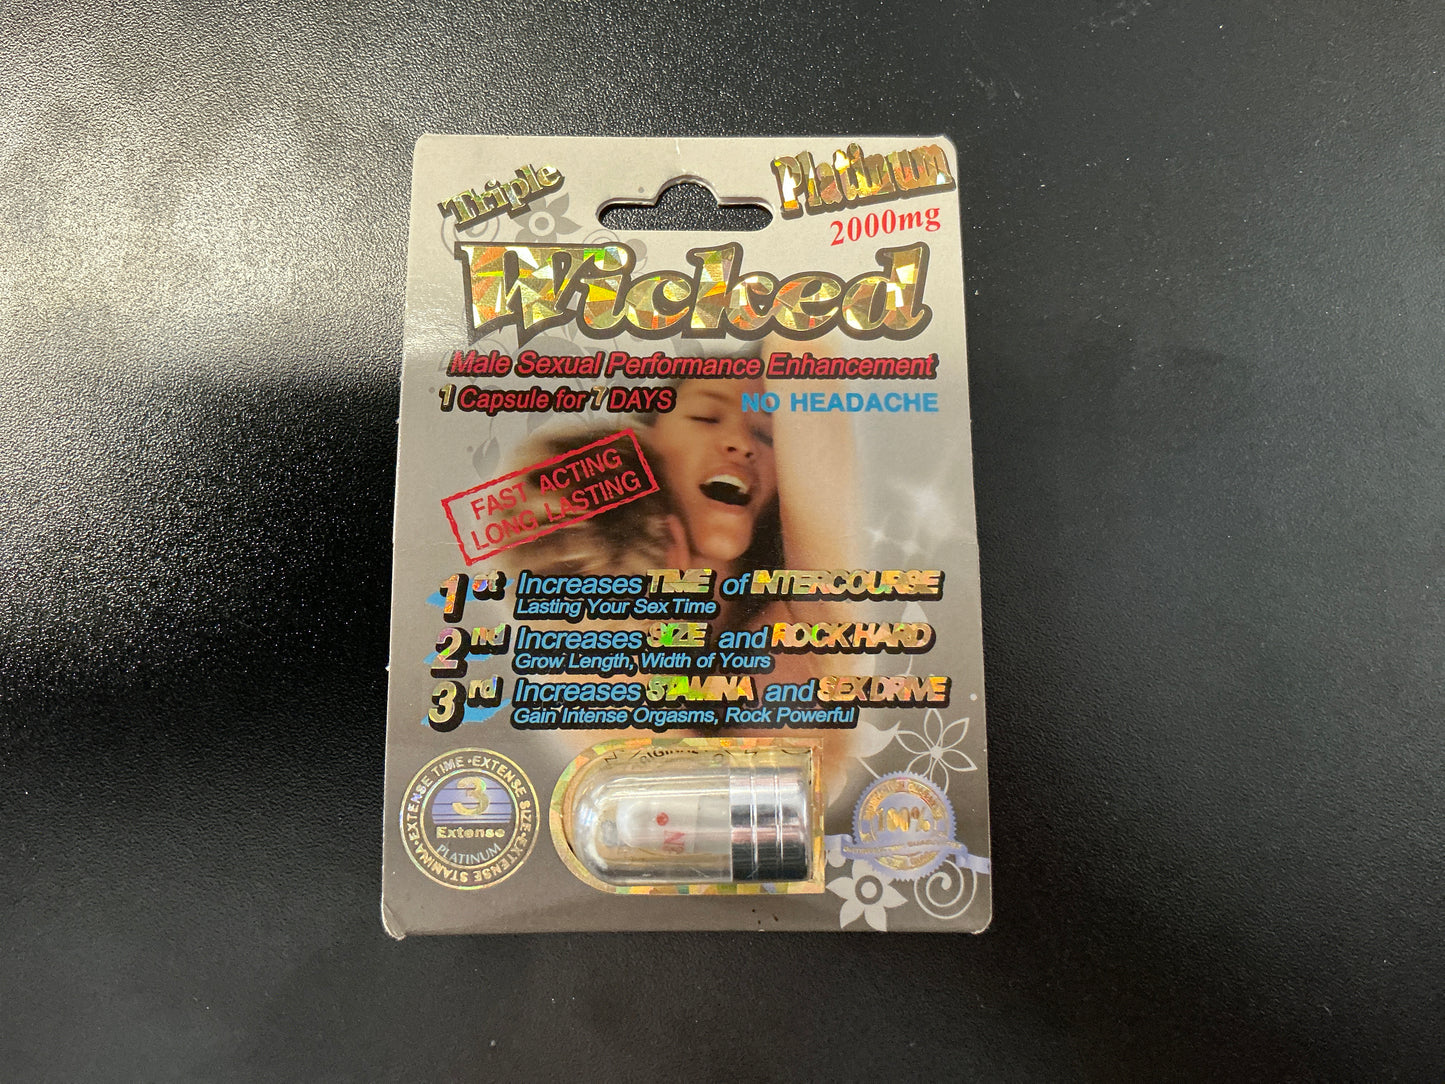 Triple
Platinum
2000mg
Wicked
Male Sexual Performance Enhancement
1 Capsule for 7 DAYS
NO HEADACHE
FAST ACTING
LONG LASTING
1st Increases TIME of INTERCOURSE
Lasting Your Sex Time
2nd Increases SIZE and ROCK HARD
Grow Length, Width of Yours
3rd Increases STAMINA and SEX DRIVE
Gain Intense Orgasms, Rock Powerful
EXTENSE TIME • EXTENSE SIZE • EXTENSE STAMINA •
3
Extense
PLATINUM
100%